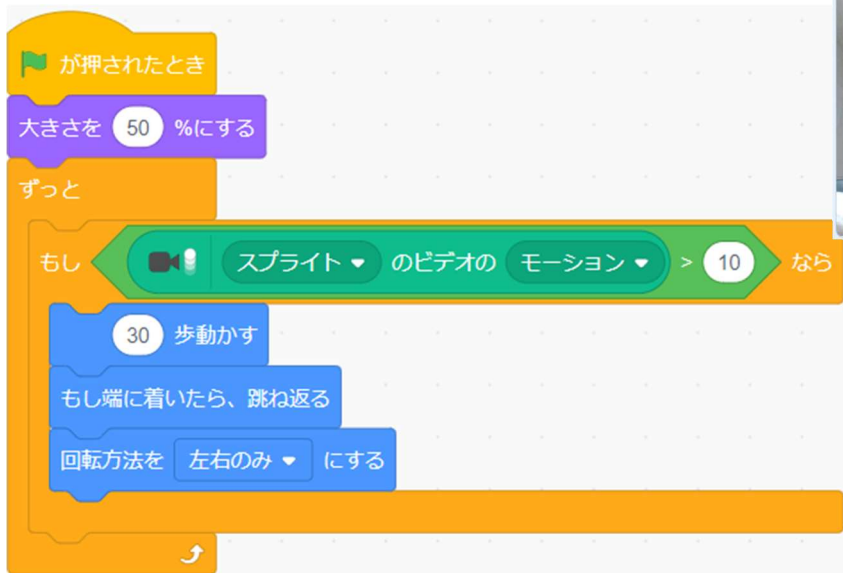 が押されたとき
大きさを 50 %にする
ずっと
もし スプライト のビデオの モーション > 10 なら
30 歩動かす
もし端に着いたら、跳ね返る
回転方法を 左右のみ にする